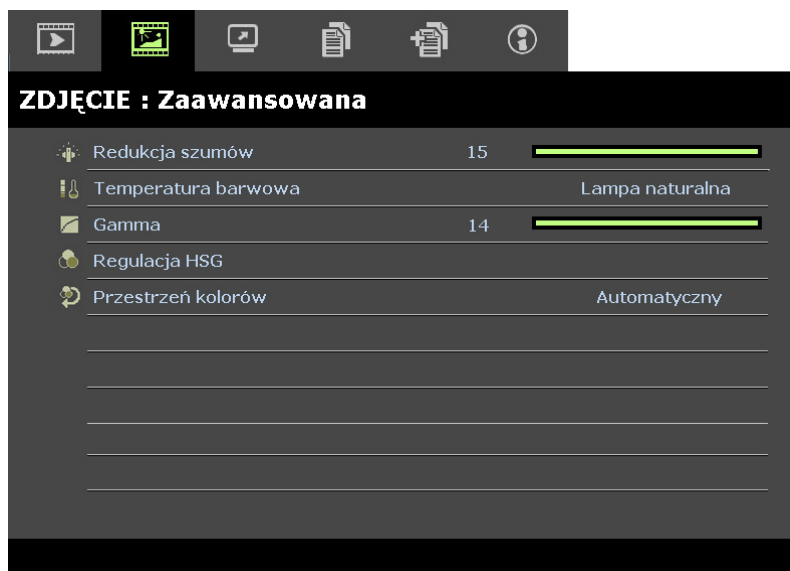 ZDJĘCIE : Zaawansowana
Redukcja szumów 15
Temperatura barwowa Lampa naturalna
Gamma 14
Regulacja HSG
Przestrzeń kolorów Automatyczny